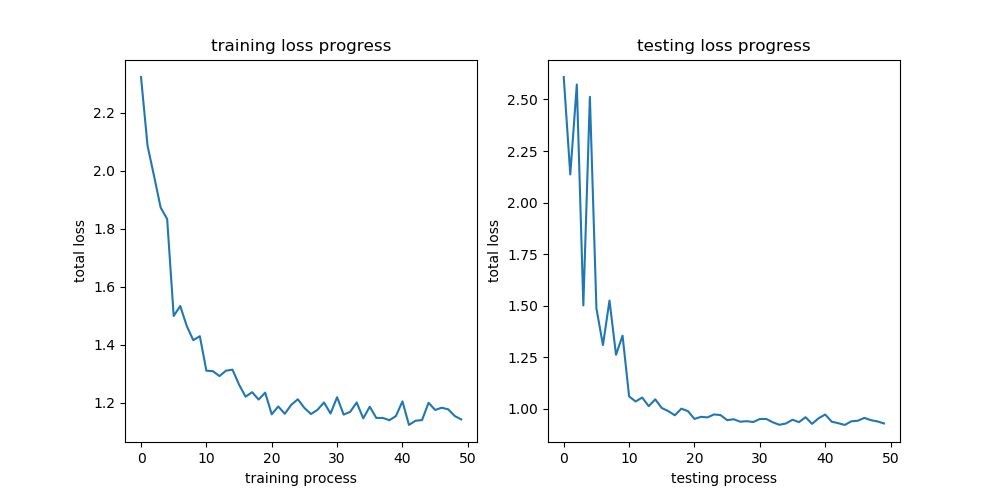 training loss progress
total loss
2.2
2.0
1.8
1.6
1.4
1.2
0 10 20 30 40 50
training process
testing loss progress
total loss
2.50
2.25
2.00
1.75
1.50
1.25
1.00
0 10 20 30 40 50
testing process